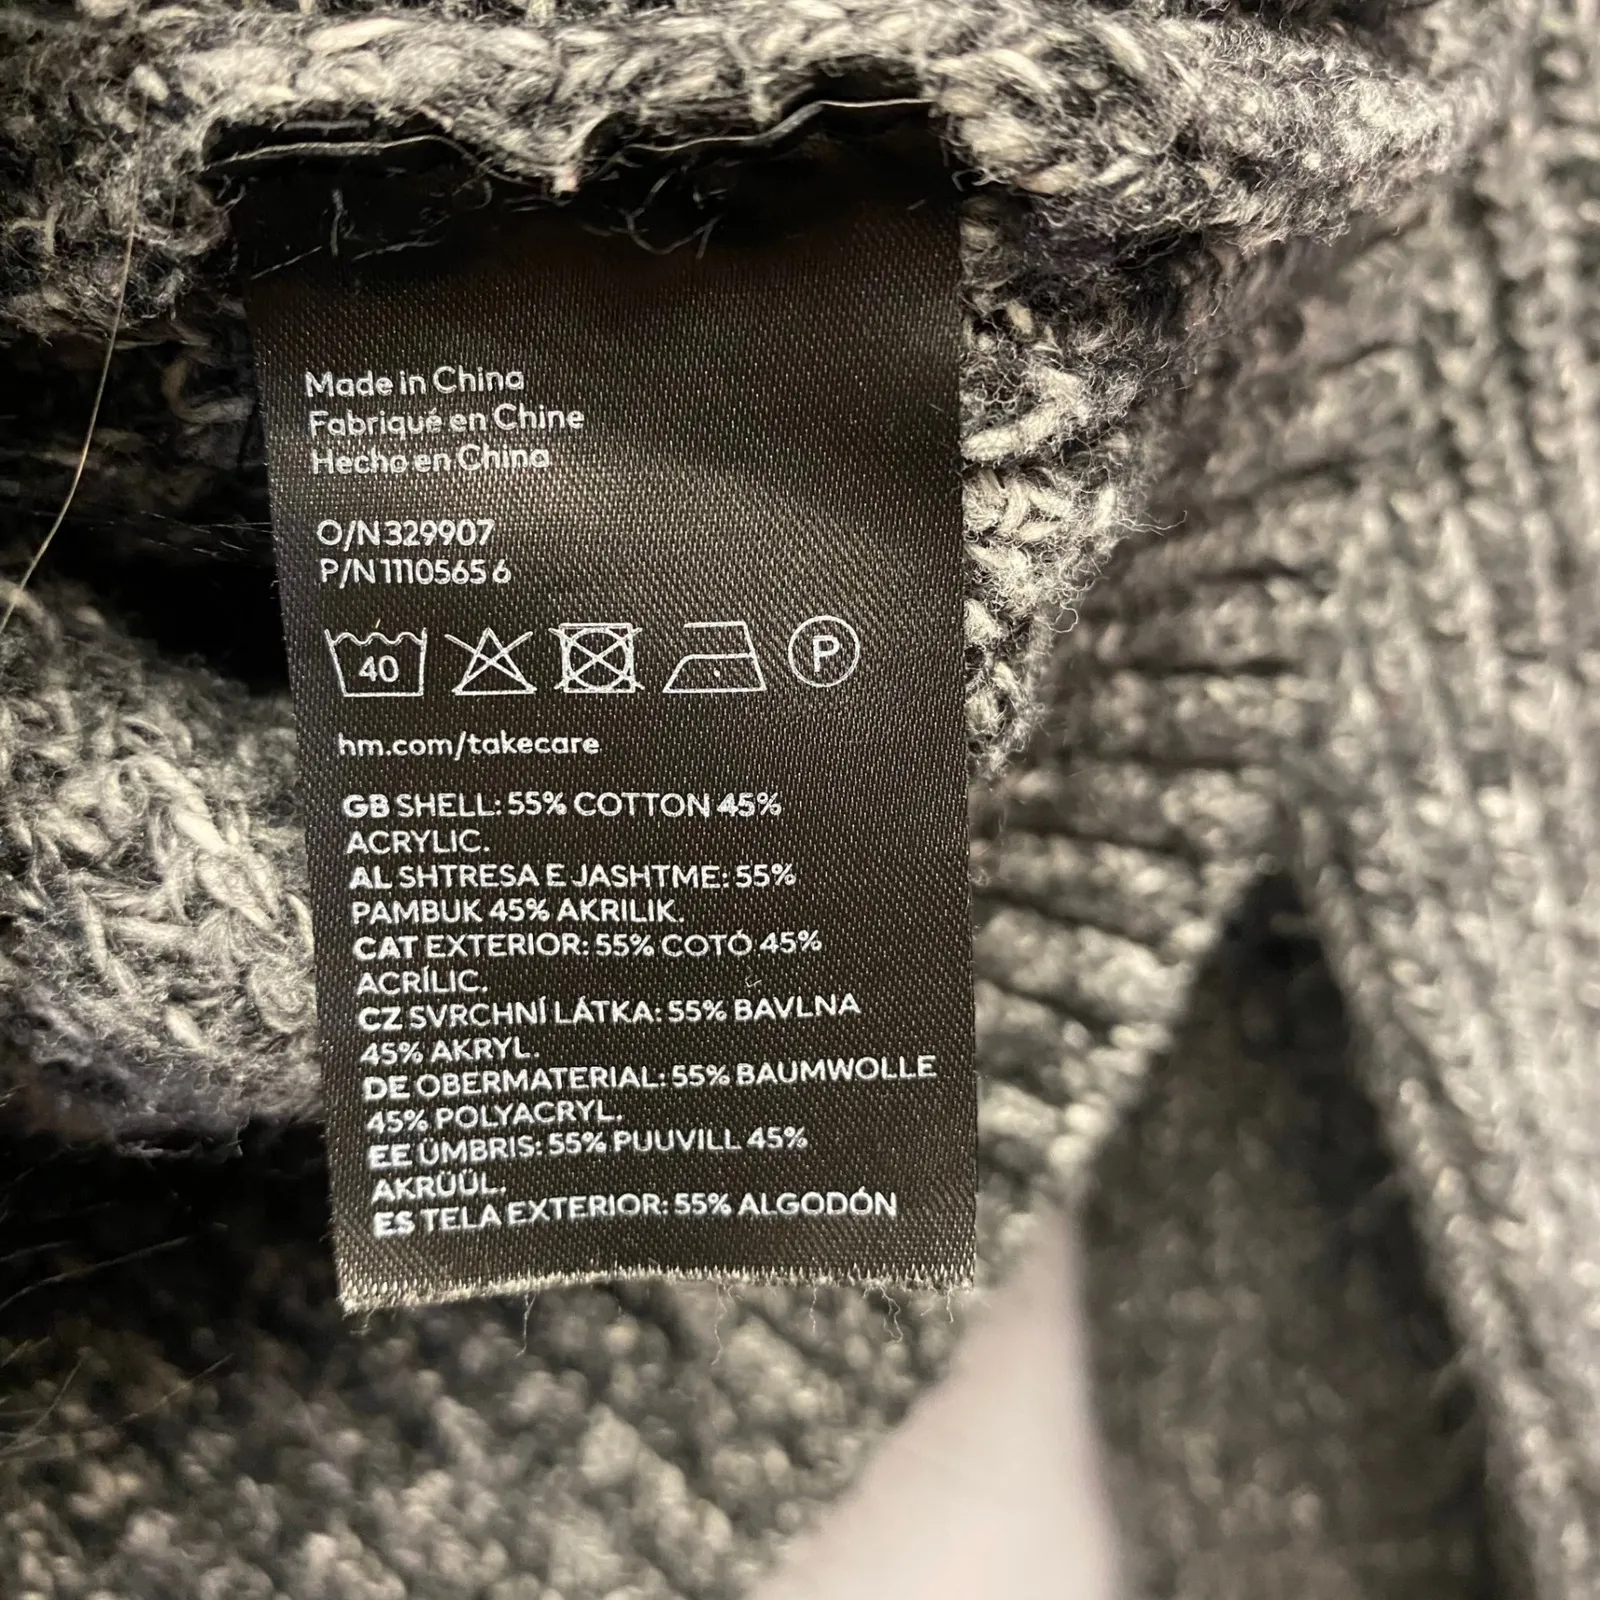 Made in China
Fabriqué en Chine
Hecho en China
O/N 329907
P/N 1110565 6
40
P
hm.com/takecare
GB SHELL: 55% COTTON 45%
ACRYLIC.
AL SHTRESA E JASHTME: 55%
PAMBUK 45% AKRILIK.
CAT EXTERIOR: 55% COTÓ 45%
ACRÍLIC.
CZ SVRCHNÍ LÁTKA: 55% BAVLNA
45% AKRYL.
DE OBERMATERIAL: 55% BAUMWOLLE
45% POLYACRYL.
EE ÜMBRIS: 55% PUUVILL 45%
AKRÜÜL.
ES TELA EXTERIOR: 55% ALGODÓN